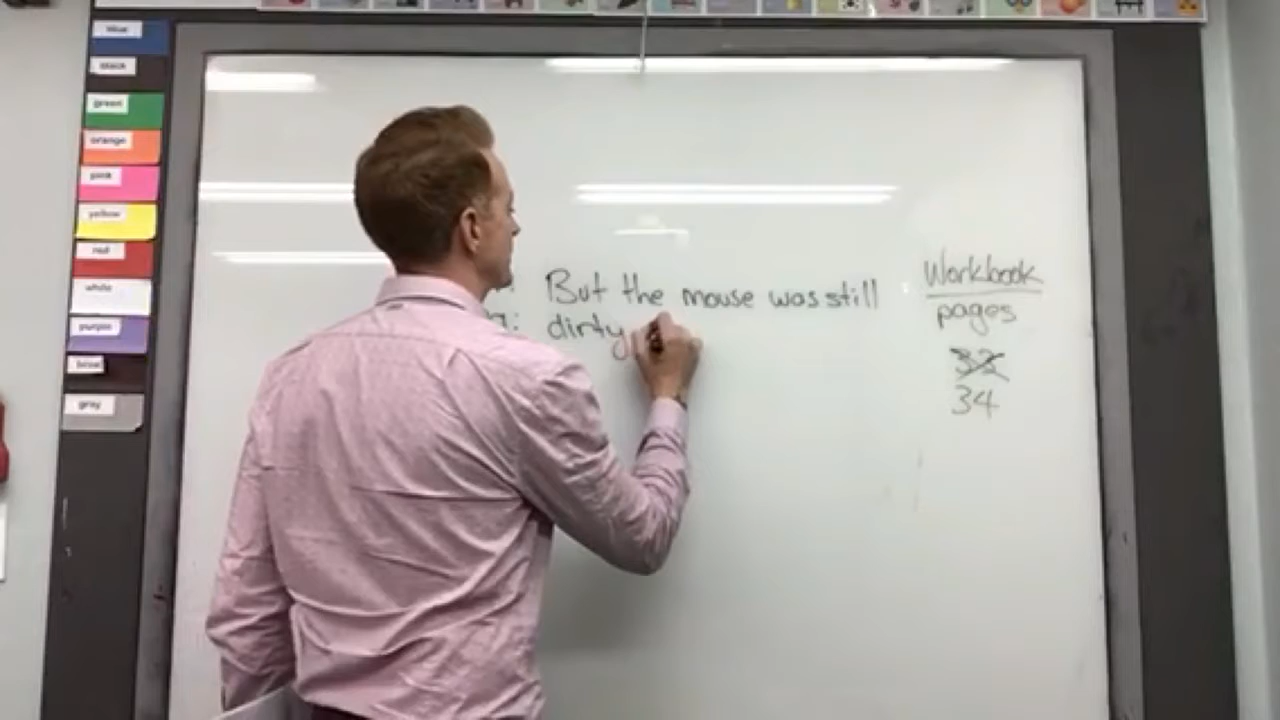 blue
black
green
orange
pink
yellow
red
white
purple
gray
But the mouse was still
dirty
Workbook
pages
32
34